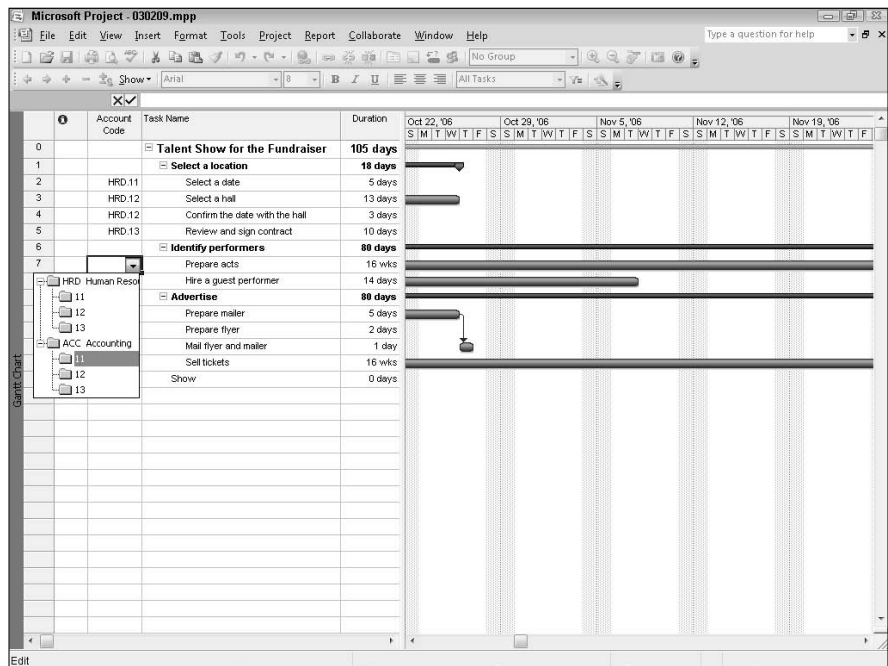 Microsoft Project - 030209.mpp
File Edit View Insert Format Tools Project Report Collaborate Window Help
Type a question for help
No Group
Show Arial 8 B I U All Tasks
Account Code Task Name Duration
Oct 22, '06 Oct 29, '06 Nov 5, '06 Nov 12, '06 Nov 19, '06
S M T W T F S S M T W T F S S M T W T F S S M T W T F S S M T W T F
0 Talent Show for the Fundraiser 105 days
1 Select a location 18 days
2 HRD.11 Select a date 5 days
3 HRD.12 Select a hall 13 days
4 HRD.12 Confirm the date with the hall 3 days
5 HRD.13 Review and sign contract 10 days
6 Identify performers 80 days
7 Prepare acts 16 wks
HRD Human Reso Hire a guest performer 14 days
11 Advertise 80 days
12 Prepare mailer 5 days
13 Prepare flyer 2 days
ACC Accounting Mail flyer and mailer 1 day
11 Sell tickets 16 wks
12 Show 0 days
13
Gantt Chart
Edit